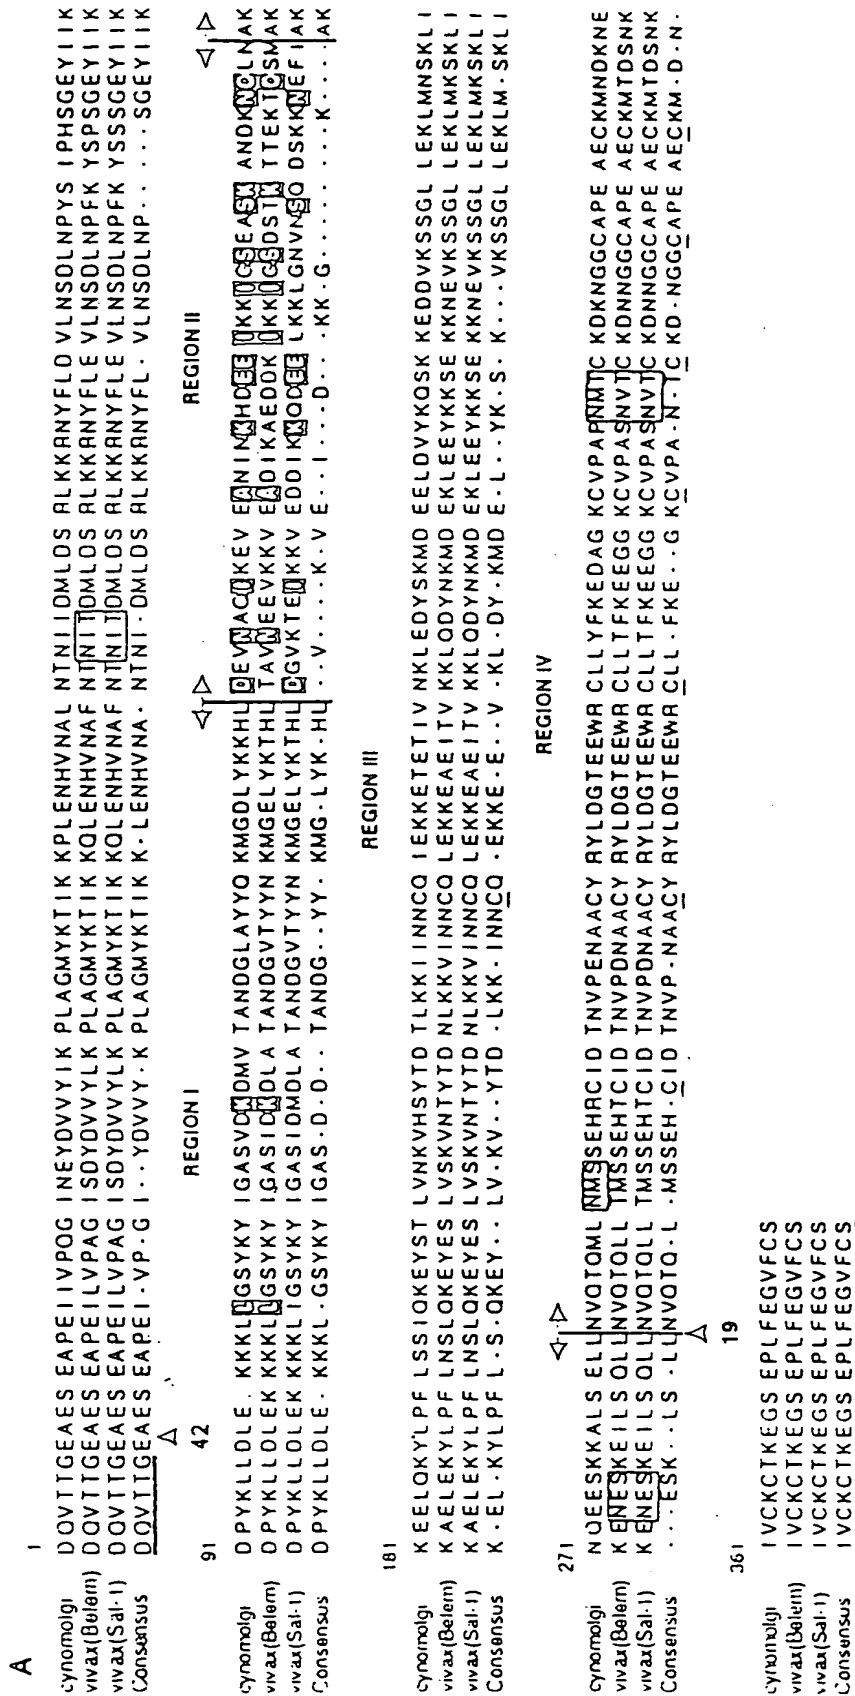 A
1
cynomolgi DQVTTGEAES EAPEIIVPQG INEYDVVYIK PLAGMYKTIK KPLENHVNAL NTNIIDMLDS RLKKRNYFLD VLNSDLNPYS IPHSGEYIIK
vivax(Belem) DQVTTGEAES EAPEILVPAG ISDYDVVYLK PLAGMYKTIK KQLENHVNAF NTNITDMLDS RLKKRNYFLE VLNSDLNPFK YSPSGEYIIK
vivax(Sal-1) DQVTTGEAES EAPEILVPAG ISDYDVVYLK PLAGMYKTIK KQLENHVNAF NTNITDMLDS RLKKRNYFLE VLNSDLNPFK YSSSGEYIIK
Consensus DQVTTGEAES EAPEI-VP-G I--YDVVY-K PLAGMYKTIK K-LENHVNA- NTNI-DMLDS RLKKRNYFL- VLNSDLNP-- ---SGEYIIK
42
REGION I
REGION II
91
cynomolgi DPYKLLDLE- KKKLLGSYKY IGASVDKDMV TANDGLAYYQ KMGDLYKKHL DEVNACIKEV EANINKHDEE IKKIGSEASK ANDKNQLNAK
vivax(Belem) DPYKLLDLEK KKKLLGSYKY IGASIDKDLA TANDGVTYYN KMGELYKTHL TAVNEEVKKV EADIKAEDDK IKKIGSDSTK TTEKTQSMAK
vivax(Sal-1) DPYKLLDLEK KKKLIGSYKY IGASIDMDLA TANDGVTYYN KMGELYKTHL DGVKTEIKKV EDDIKKQDEE LKKLGNVNSQ DSKKNEFIAK
Consensus DPYKLLDLE- KKKL-GSYKY IGAS-D-D-- TANDG--YY- KMG-LYK-HL --V----K-V E--I---D-- -KK-G----- ---K----AK
REGION III
181
cynomolgi KEELQKYLPF LSSIQKEYST LVNKVHSYTD TLKKIINNCQ IEKKETETIV NKLEDYSKMD EELDVYKQSK KEDDVKSSGL LEKLMNSKLI
vivax(Belem) KAELEKYLPF LNSLQKEYES LVSKVNTYTD NLKKVINNCQ LEKKEAEITV KKLQDYNKMD EKLEEYKKSE KKNEVKSSGL LEKLMKSKLI
vivax(Sal-1) KAELEKYLPF LNSLQKEYES LVSKVNTYTD NLKKVINNCQ LEKKEAEITV KKLQDYNKMD EKLEEYKKSE KKNEVKSSGL LEKLMKSKLI
Consensus K-EL-KYLPF L-S-QKEY-- LV-KV--YTD -LKK-INNCQ -EKKE-E--V -KL-DY-KMD E-L--YK-S- K---VKSSGL LEKLM-SKLI
REGION IV
271
cynomolgi NQEESKKALS ELLNVQTQML NMSSEHRCID TNVPENAACY RYLDGTEEWR CLLYFKEDAG KCVPAPNMTC KDKNGGCAPE AECKMNDKNE
vivax(Belem) KENESKEILS QLLNVQTQLL TMSSEHTCID TNVPDNAACY RYLDGTEEWR CLLTFKEEGG KCVPASNVTC KDNNGGCAPE AECKMTDSNK
vivax(Sal-1) KENESKEILS QLLNVQTQLL TMSSEHTCID TNVPDNAACY RYLDGTEEWR CLLTFKEEGG KCVPASNVTC KDNNGGCAPE AECKMTDSNK
Consensus ---ESK--LS -LLNVQTQ-L -MSSEH-CID TNVP-NAACY RYLDGTEEWR CLL-FKE--G KCVPA-N-TC KD-NGGCAPE AECKM-D-N-
19
361
cynomolgi IVCKCTKEGS EPLFEGVFCS
vivax(Belem) IVCKCTKEGS EPLFEGVFCS
vivax(Sal-1) IVCKCTKEGS EPLFEGVFCS
Consensus IVCKCTKEGS EPLFEGVFCS